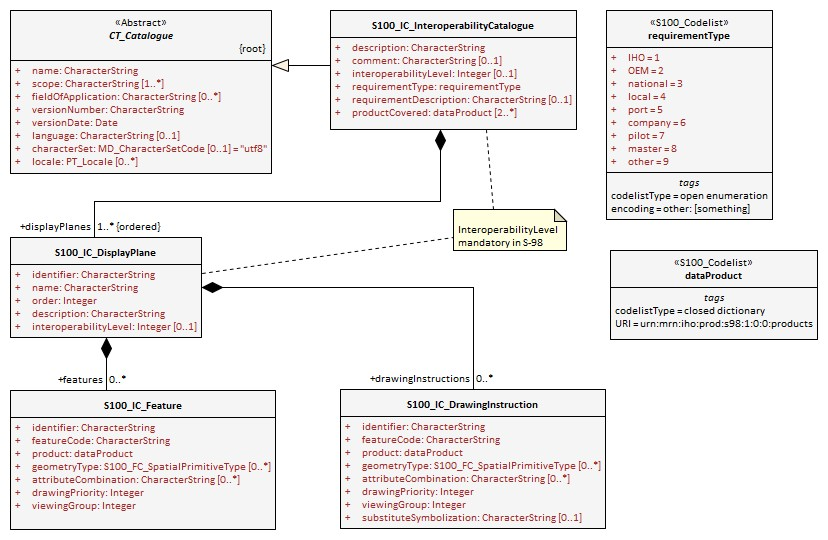 «Abstract»
CT_Catalogue
{root}
+ name: CharacterString
+ scope: CharacterString [1..*]
+ fieldOfApplication: CharacterString [0..*]
+ versionNumber: CharacterString
+ versionDate: Date
+ language: CharacterString [0..1]
+ characterSet: MD_CharacterSetCode [0..1] = "utf8"
+ locale: PT_Locale [0..*]
S100_IC_InteroperabilityCatalogue
+ description: CharacterString
+ comment: CharacterString [0..1]
+ interoperabilityLevel: Integer [0..1]
+ requirementType: requirementType
+ requirementDescription: CharacterString [0..1]
+ productCovered: dataProduct [2..*]
«S100_Codelist»
requirementType
+ IHO = 1
+ OEM = 2
+ national = 3
+ local = 4
+ port = 5
+ company = 6
+ pilot = 7
+ master = 8
+ other = 9
tags
codelistType = open enumeration
encoding = other: [something]
+displayPlanes 1..* {ordered}
InteroperabilityLevel
mandatory in S-98
S100_IC_DisplayPlane
+ identifier: CharacterString
+ name: CharacterString
+ order: Integer
+ description: CharacterString
+ interoperabilityLevel: Integer [0..1]
«S100_Codelist»
dataProduct
tags
codelistType = closed dictionary
URI = urn:mrn:iho:prod:s98:1:0:0:products
+features 0..*
+drawingInstructions 0..*
S100_IC_Feature
+ identifier: CharacterString
+ featureCode: CharacterString
+ product: dataProduct
+ geometryType: S100_FC_SpatialPrimitiveType [0..*]
+ attributeCombination: CharacterString [0..*]
+ drawingPriority: Integer
+ viewingGroup: Integer
S100_IC_DrawingInstruction
+ identifier: CharacterString
+ featureCode: CharacterString
+ product: dataProduct
+ geometryType: S100_FC_SpatialPrimitiveType [0..*]
+ attributeCombination: CharacterString [0..*]
+ drawingPriority: Integer
+ viewingGroup: Integer
+ substituteSymbolization: CharacterString [0..1]